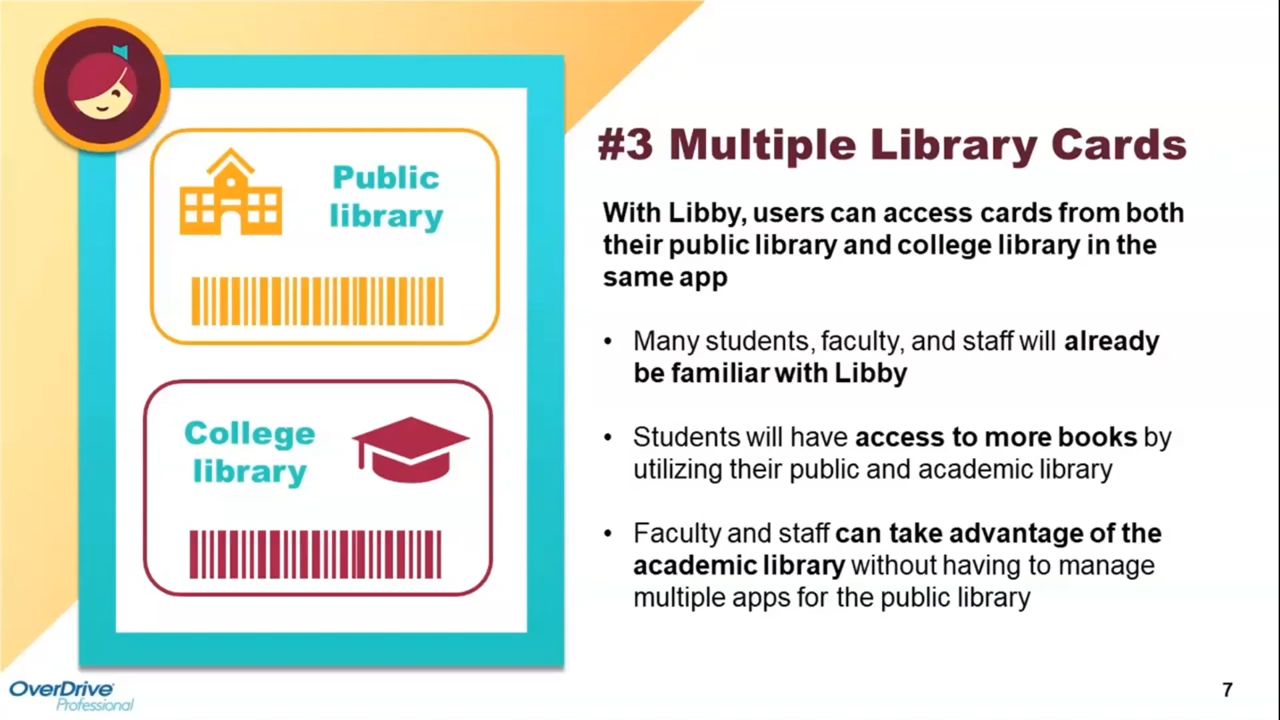 Public
library
College
library
#3 Multiple Library Cards
With Libby, users can access cards from both
their public library and college library in the
same app
• Many students, faculty, and staff will already
be familiar with Libby
• Students will have access to more books by
utilizing their public and academic library
• Faculty and staff can take advantage of the
academic library without having to manage
multiple apps for the public library
OverDrive
Professional
7